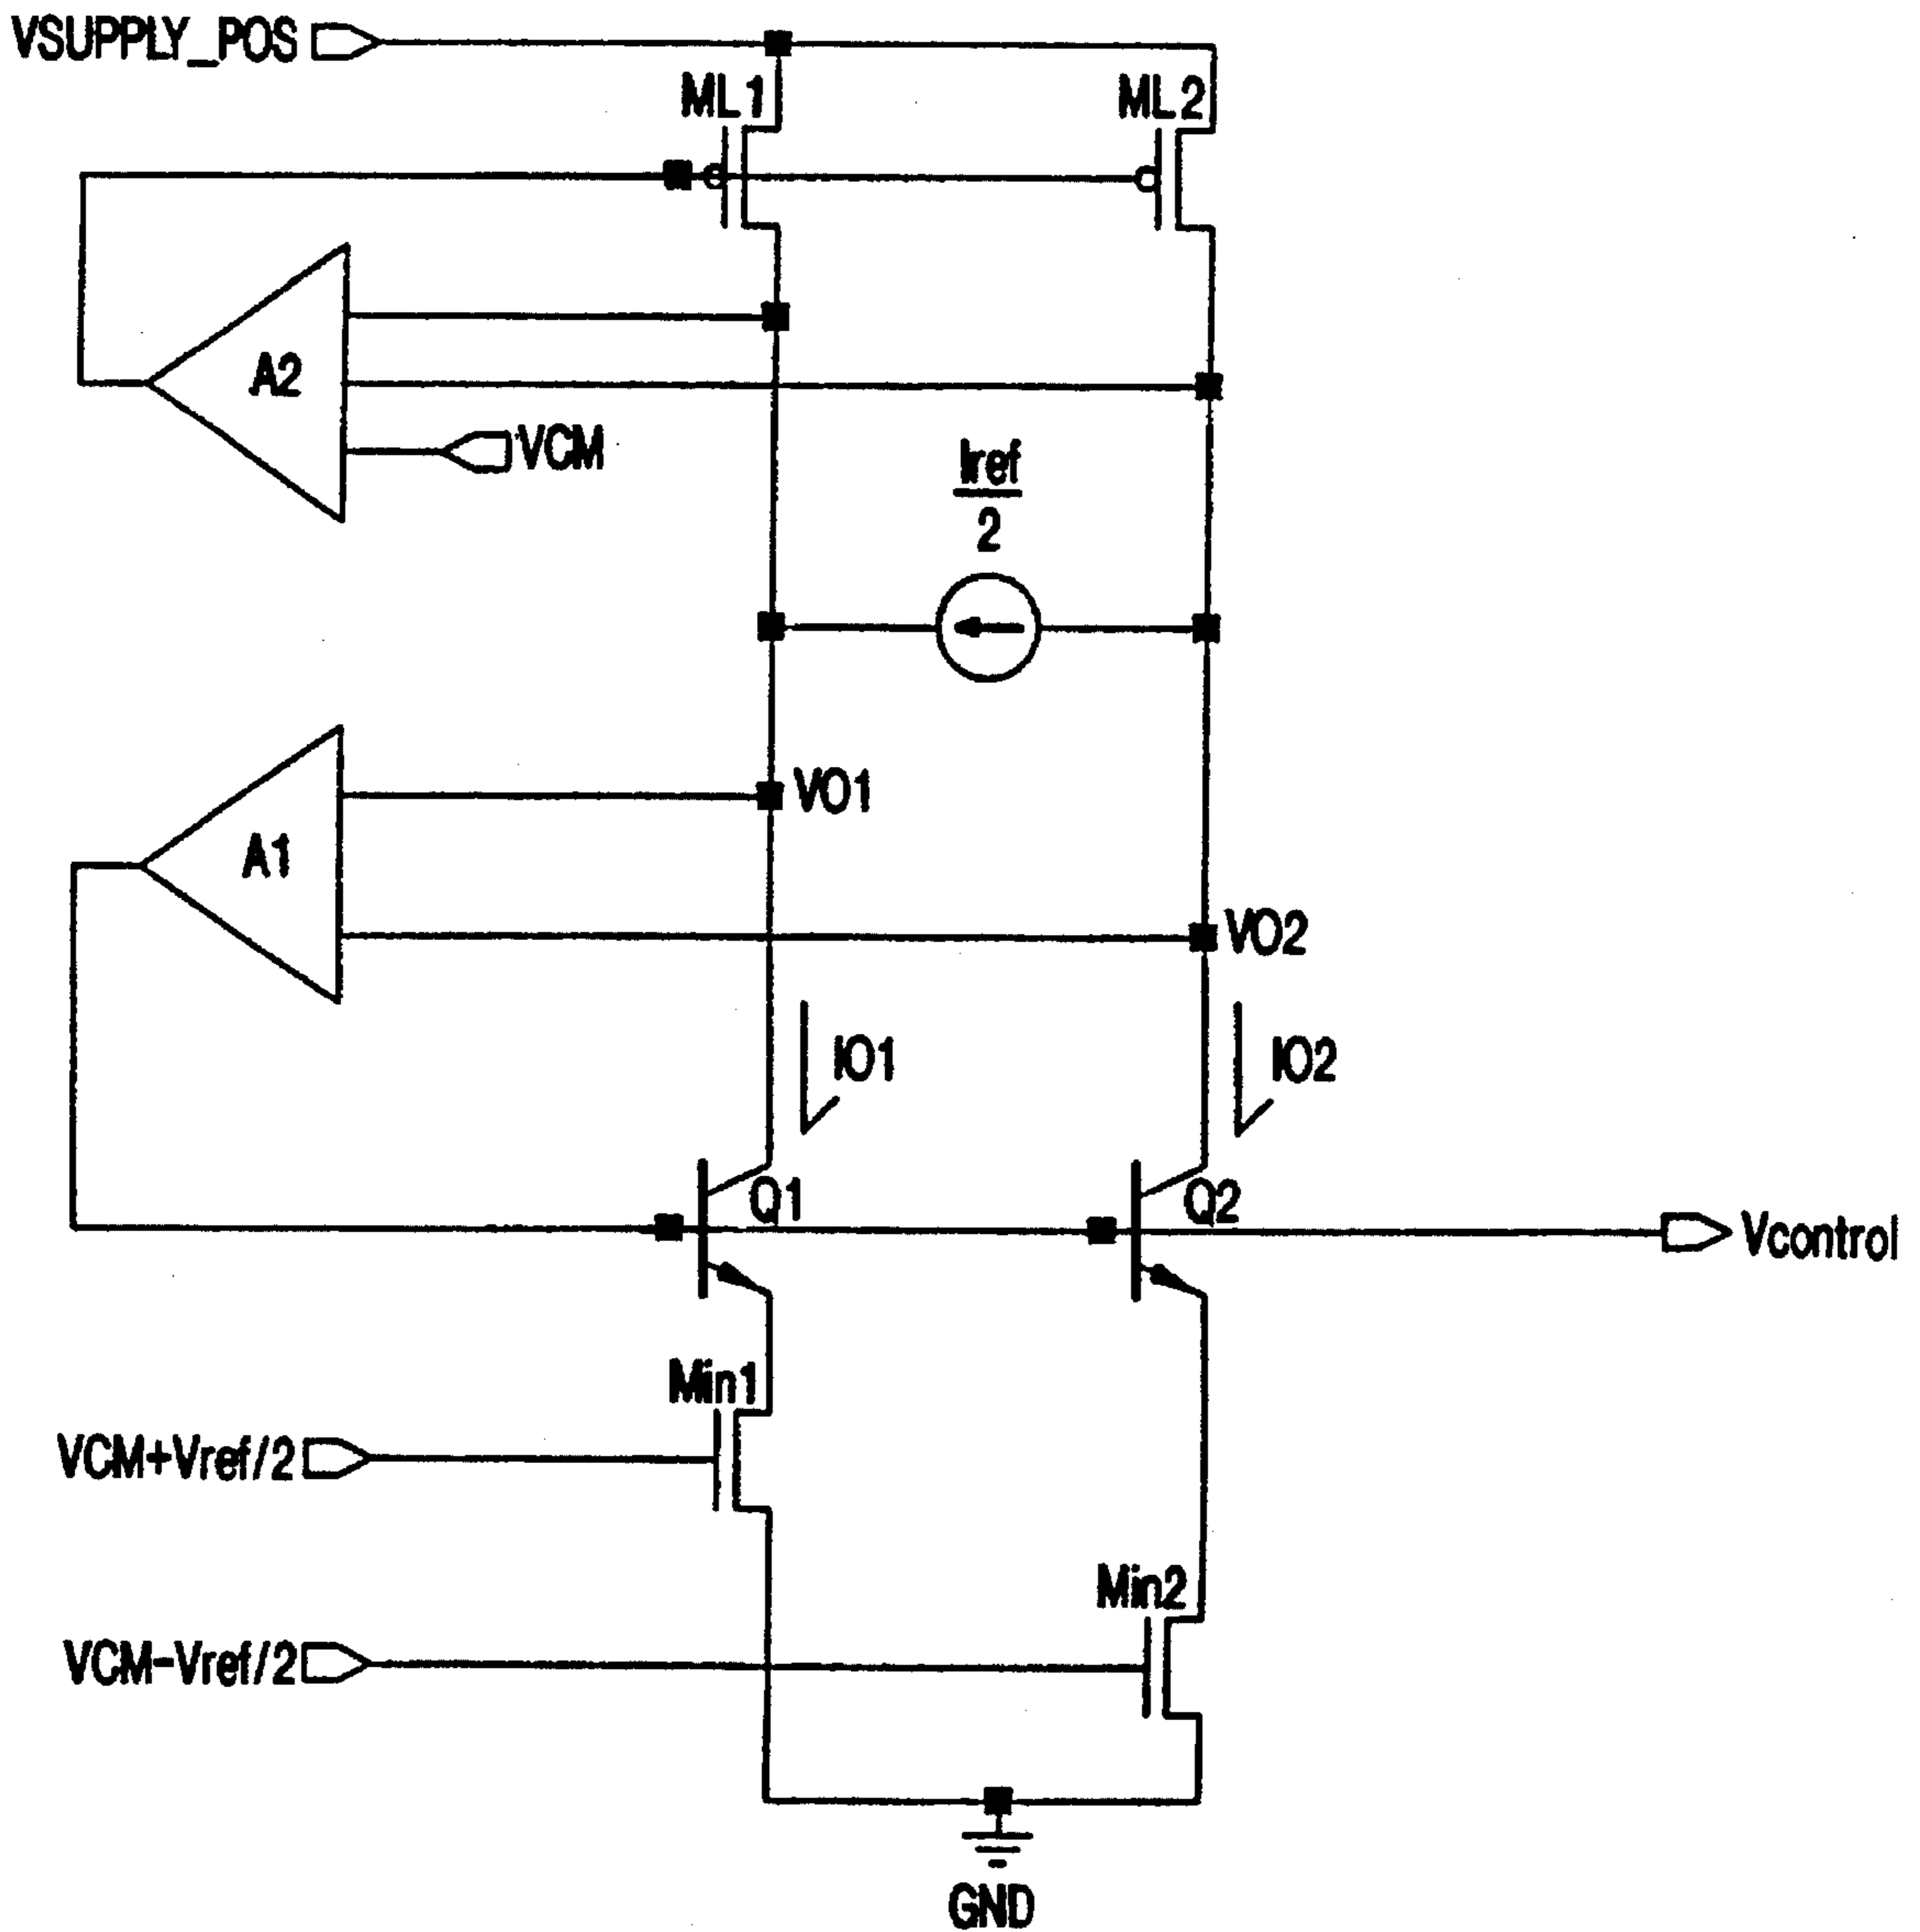 VSUPPLY_POS
ML1
ML2
A2
VCM
Iref
2
A1
VO1
VO2
IO1
IO2
Q1
Q2
Vcontrol
Min1
VCM+Vref/2
Min2
VCM-Vref/2
GND